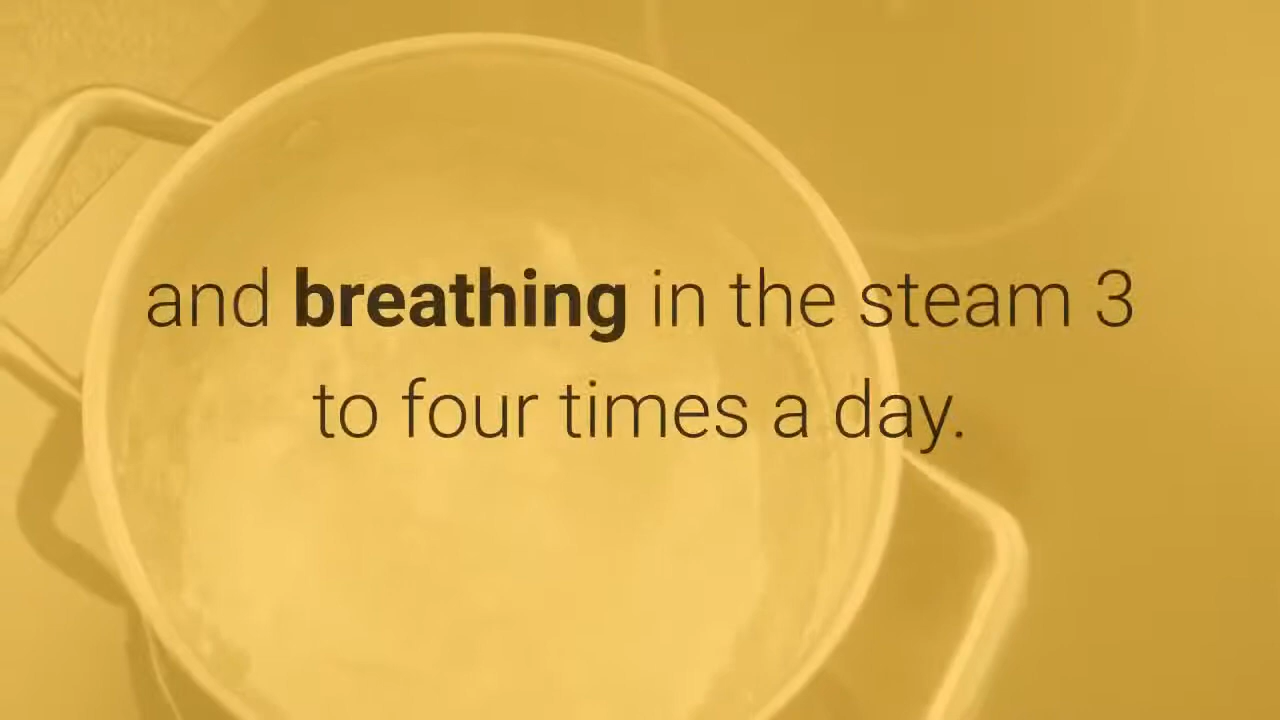 and breathing in the steam 3
to four times a day.